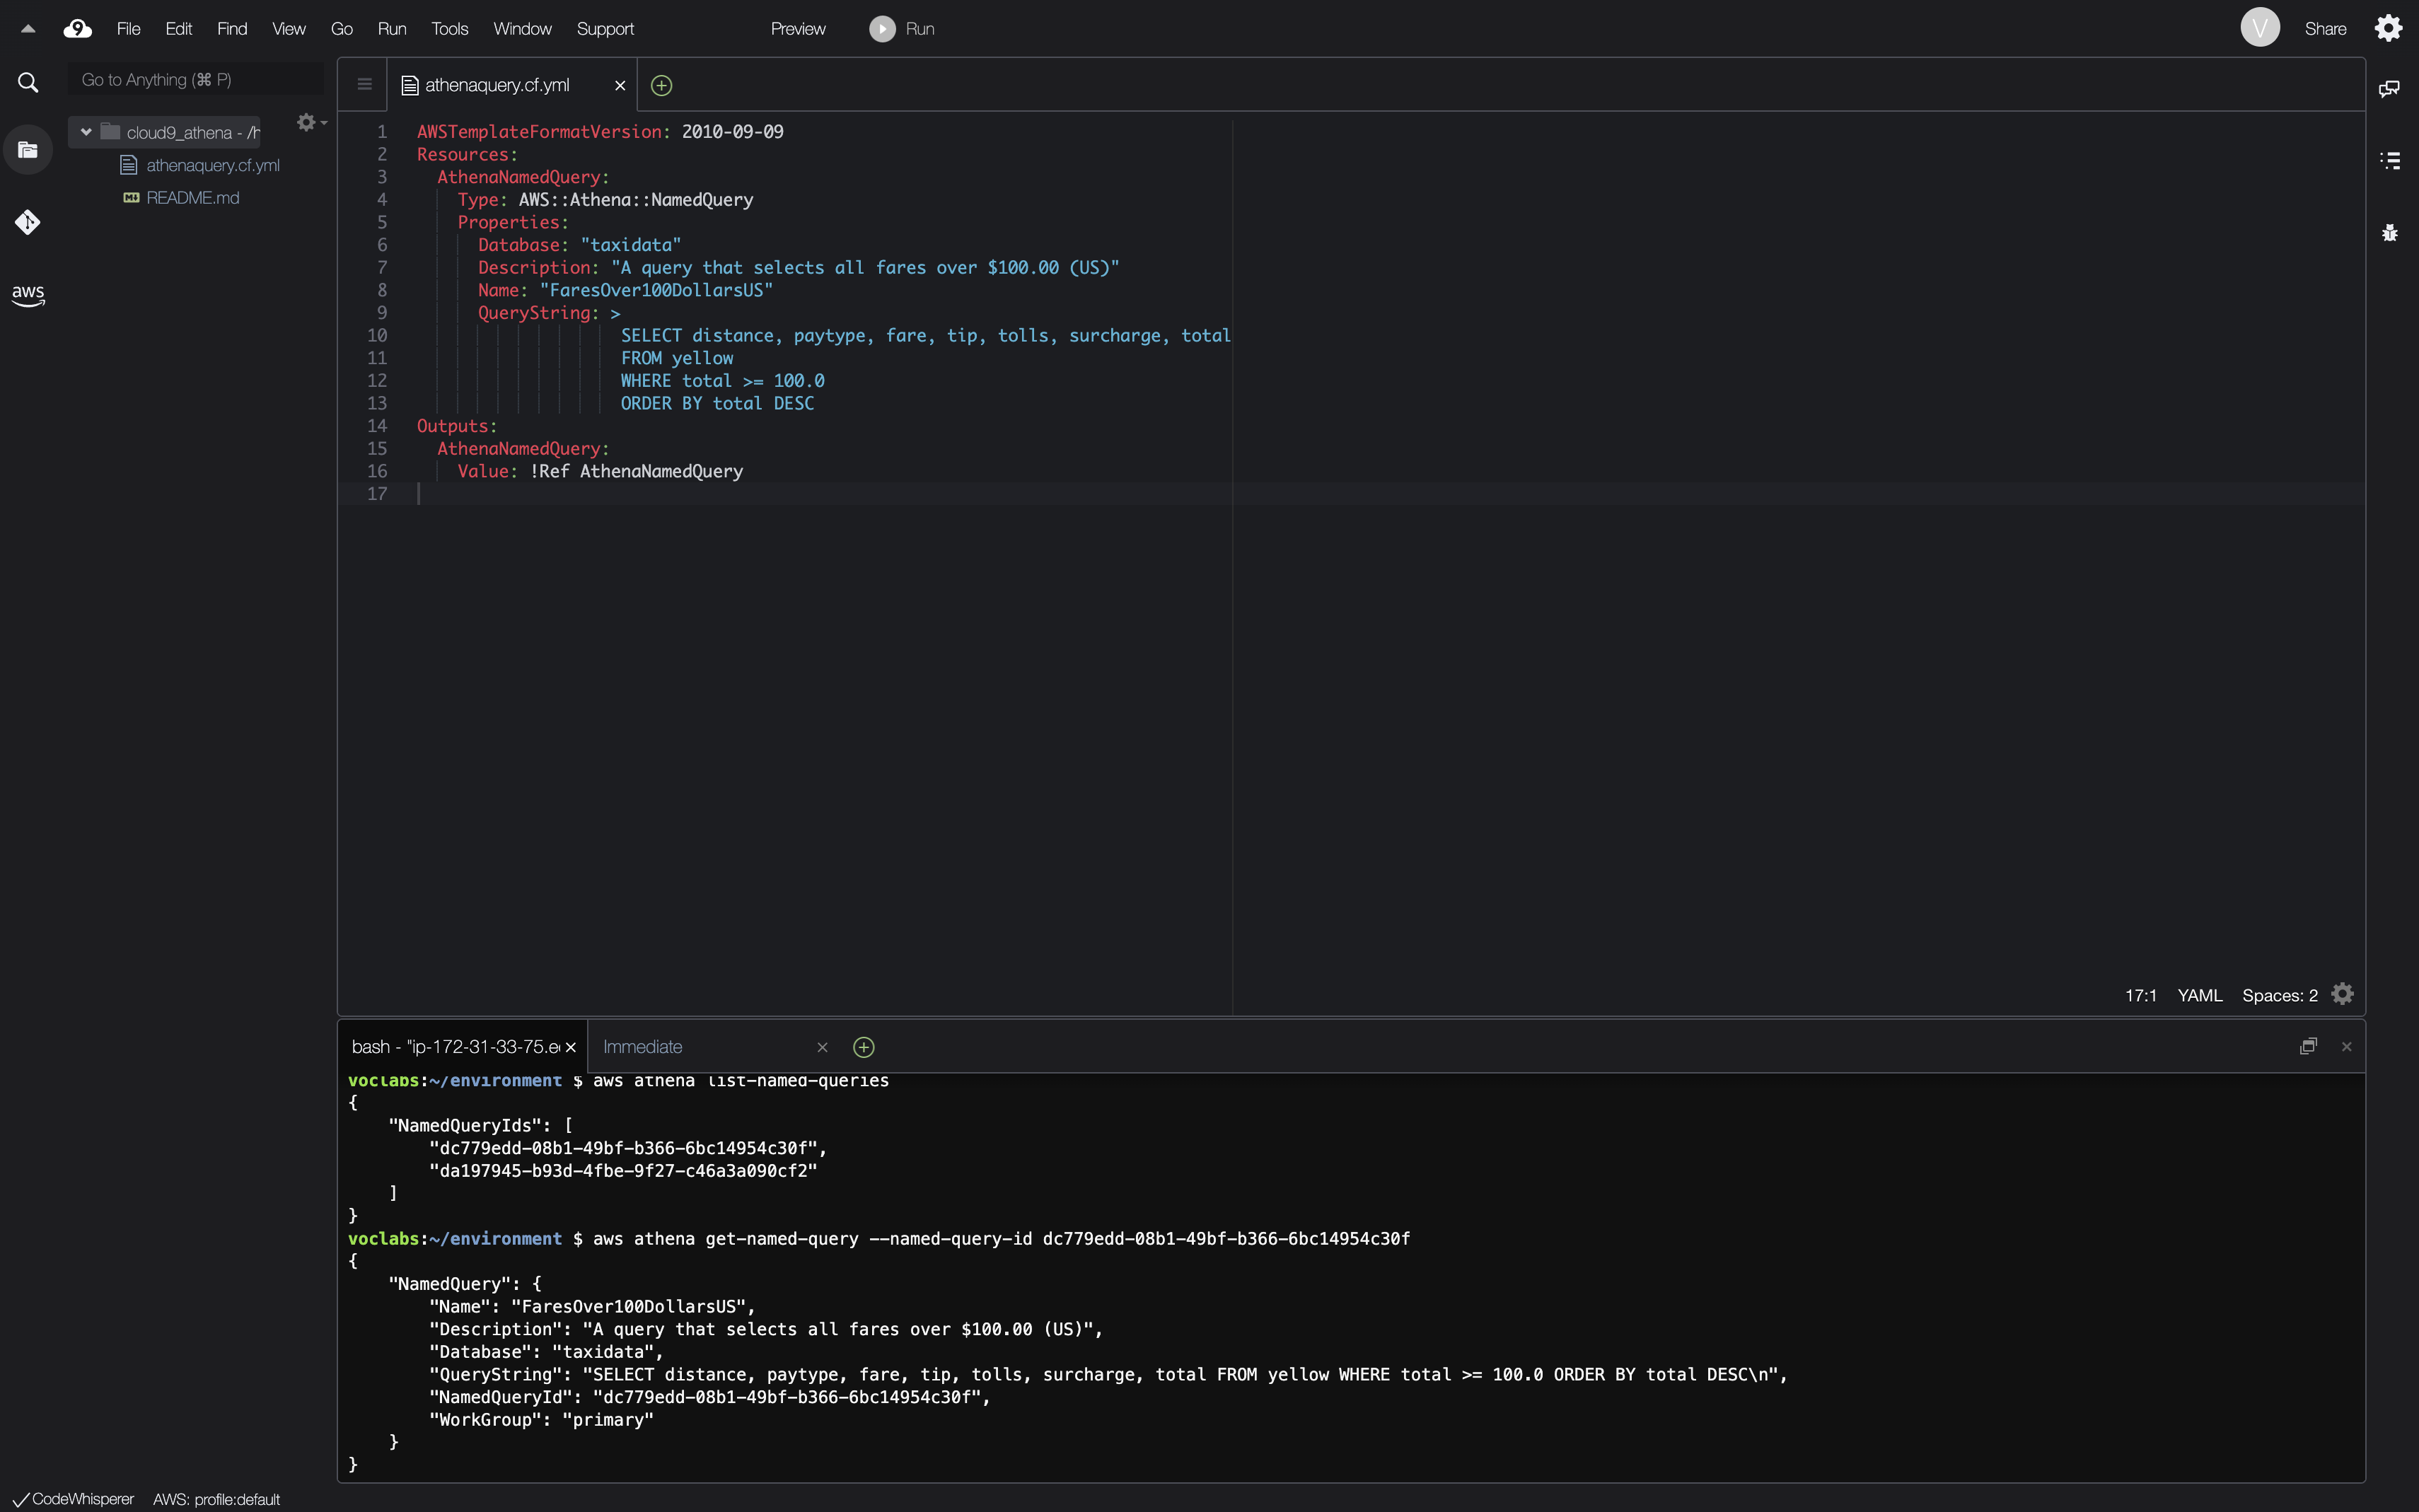 File Edit Find View Go Run Tools Window Support Preview Run V Share
Go to Anything (⌘ P)
athenaquery.cf.yml
cloud9_athena - /h
athenaquery.cf.yml
README.md
aws
1 AWSTemplateFormatVersion: 2010-09-09
2 Resources:
3 AthenaNamedQuery:
4 Type: AWS::Athena::NamedQuery
5 Properties:
6 Database: "taxidata"
7 Description: "A query that selects all fares over $100.00 (US)"
8 Name: "FaresOver100DollarsUS"
9 QueryString: >
10 SELECT distance, paytype, fare, tip, tolls, surcharge, total
11 FROM yellow
12 WHERE total >= 100.0
13 ORDER BY total DESC
14 Outputs:
15 AthenaNamedQuery:
16 Value: !Ref AthenaNamedQuery
17
17:1 YAML Spaces: 2
bash - "ip-172-31-33-75.e Immediate
voclabs:~/environment $ aws athena list-named-queries
{
"NamedQueryIds": [
"dc779edd-08b1-49bf-b366-6bc14954c30f",
"da197945-b93d-4fbe-9f27-c46a3a090cf2"
]
}
voclabs:~/environment $ aws athena get-named-query --named-query-id dc779edd-08b1-49bf-b366-6bc14954c30f
{
"NamedQuery": {
"Name": "FaresOver100DollarsUS",
"Description": "A query that selects all fares over $100.00 (US)",
"Database": "taxidata",
"QueryString": "SELECT distance, paytype, fare, tip, tolls, surcharge, total FROM yellow WHERE total >= 100.0 ORDER BY total DESC\n",
"NamedQueryId": "dc779edd-08b1-49bf-b366-6bc14954c30f",
"WorkGroup": "primary"
}
}
CodeWhisperer AWS: profile:default